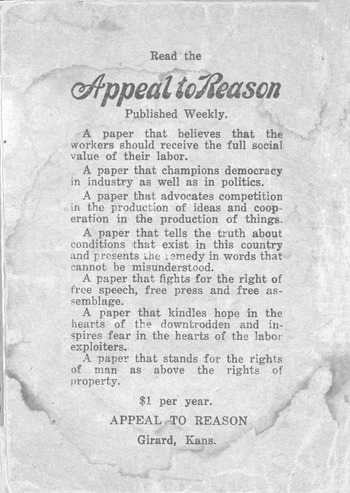 Read the
Appeal to Reason
Published Weekly.
A paper that believes that the
workers should receive the full social
value of their labor.
A paper that champions democracy
in industry as well as in politics.
A paper that advocates competition
in the production of ideas and coop-
eration in the production of things.
A paper that tells the truth about
conditions that exist in this country
and presents the remedy in words that
cannot be misunderstood.
A paper that fights for the right of
free speech, free press and free as-
semblage.
A paper that kindles hope in the
hearts of the downtrodden and in-
spires fear in the hearts of the labor
exploiters.
A paper that stands for the rights
of man as above the rights of
property.
$1 per year.
APPEAL TO REASON
Girard, Kans.